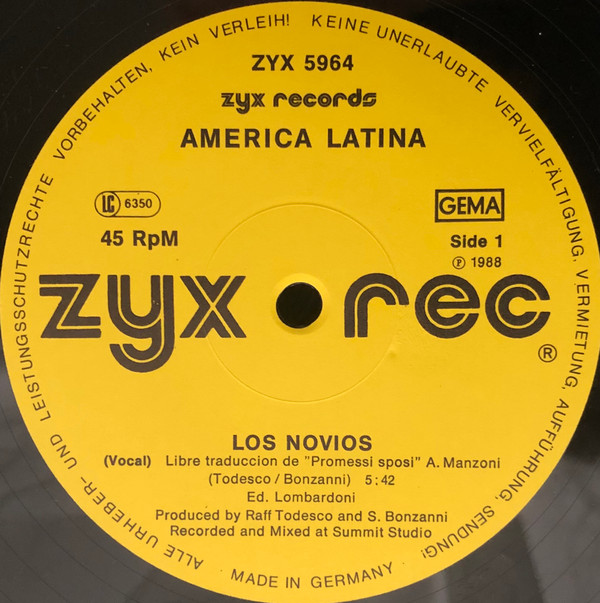 ALLE URHEBER- UND LEISTUNGSSCHUTZRECHTE VORBEHALTEN, KEIN VERLEIH! KEINE UNERLAUBTE VERVIELFÄLTIGUNG, VERMIETUNG, AUFFÜHRUNG, SENDUNG!
ZYX 5964
zyx records
AMERICA LATINA
LC 6350
GEMA
45 RpM
Side 1
Ⓟ 1988
zyx rec
®
LOS NOVIOS
(Vocal) Libre traduccion de "Promessi sposi" A. Manzoni
(Todesco / Bonzanni) 5:42
Ed. Lombardoni
Produced by Raff Todesco and S. Bonzanni
Recorded and Mixed at Summit Studio
MADE IN GERMANY